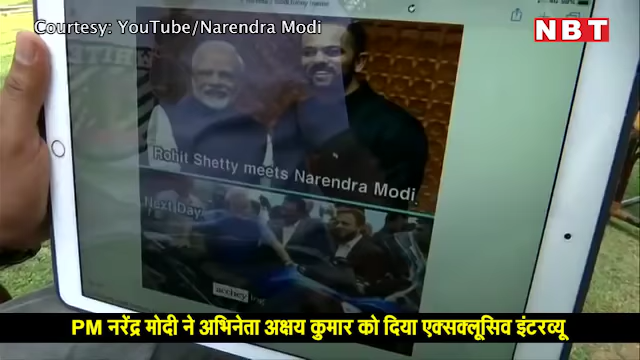 Courtesy: YouTube/Narendra Modi
NBT
Rohit Shetty meets Narendra Modi
Next Day
PM नरेंद्र मोदी ने अभिनेता अक्षय कुमार को दिया एक्सक्लूसिव इंटरव्यू